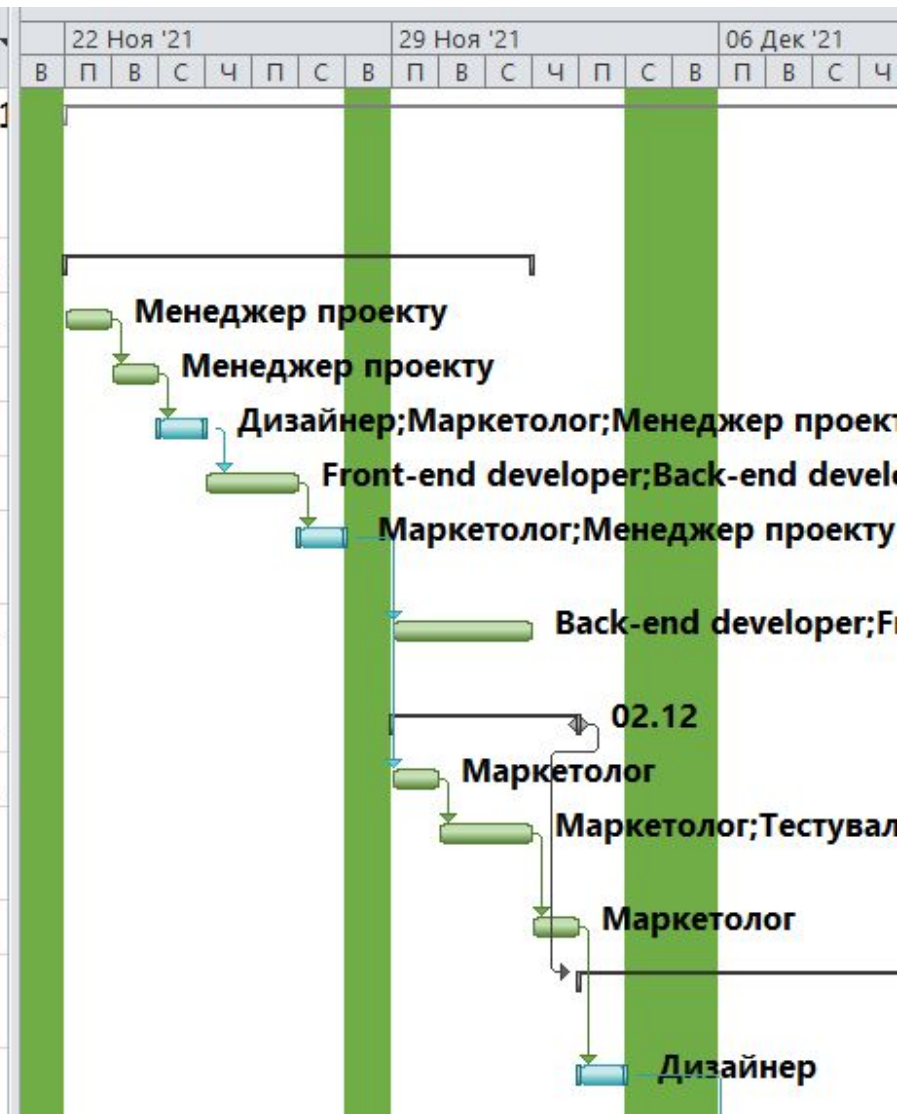 22 Ноя '21 29 Ноя '21 06 Дек '21
В П В С Ч П С В П В С Ч П С В П В С Ч
1
Менеджер проекту
Менеджер проекту
Дизайнер;Маркетолог;Менеджер проект
Front-end developer;Back-end devel
Маркетолог;Менеджер проекту
Back-end developer;F
02.12
Маркетолог
Маркетолог;Тестувал
Маркетолог
Дизайнер